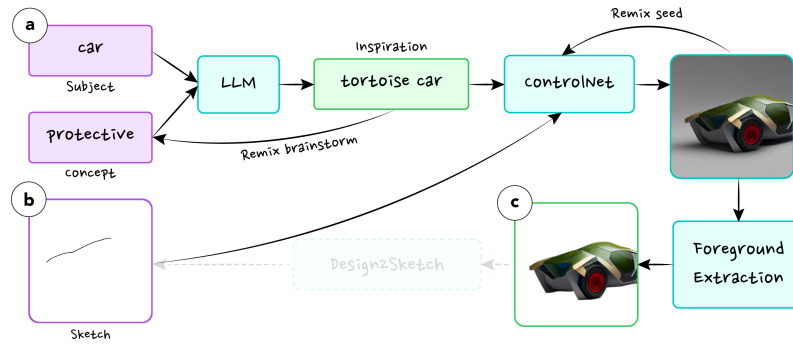 a
car
Subject
protective
concept
LLM
Inspiration
tortoise car
Remix brainstorm
Remix seed
ControlNet
Foreground
Extraction
b
Sketch
Design2Sketch
c